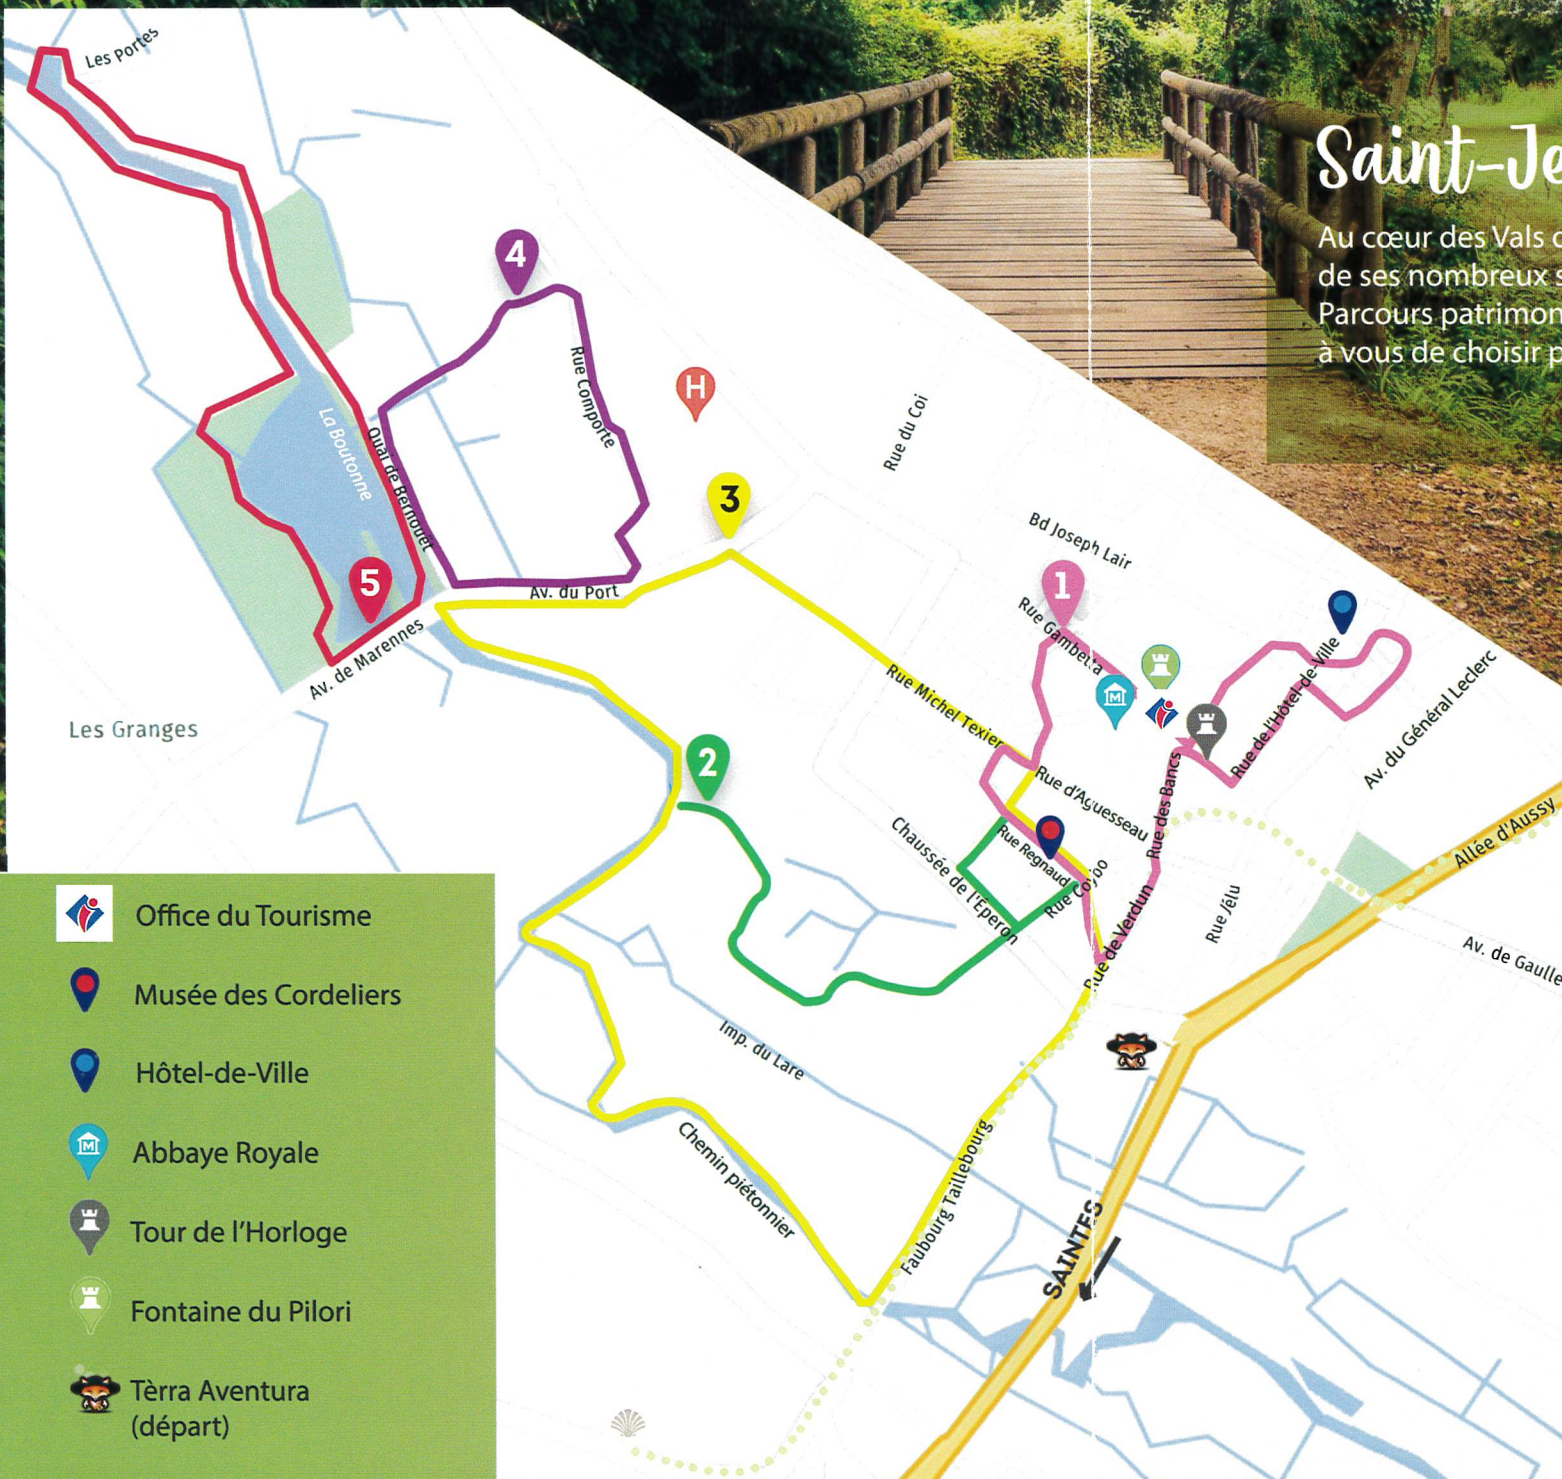 Saint-Je
Au cœur des Vals
de ses nombreux s
Parcours patrimon
à vous de choisir p
Les Portes
4
Rue Comporte
H
Rue du Coi
La Boutonne
Quai de Bernouet
3
Bd Joseph Lair
5
Av. du Port
1
Rue Gambetta
Av. de Marennes
Les Granges
M
Rue Michel Texier
Rue de l'Hôtel-de-Ville
Av. du Général Leclerc
2
Rue d'Aguesseau
Rue des Bancs
Chaussée de l'Éperon
Rue Regnaud
Rue Coybo
Rue de Verdun
Rue Jélu
Allée d'Aussy
Av. de Gaulle
Imp. du Lare
Chemin piétonnier
Faubourg Taillebourg
SAINTES
Office du Tourisme
Musée des Cordeliers
Hôtel-de-Ville
M
Abbaye Royale
Tour de l'Horloge
Fontaine du Pilori
Tèrra Aventura
(départ)